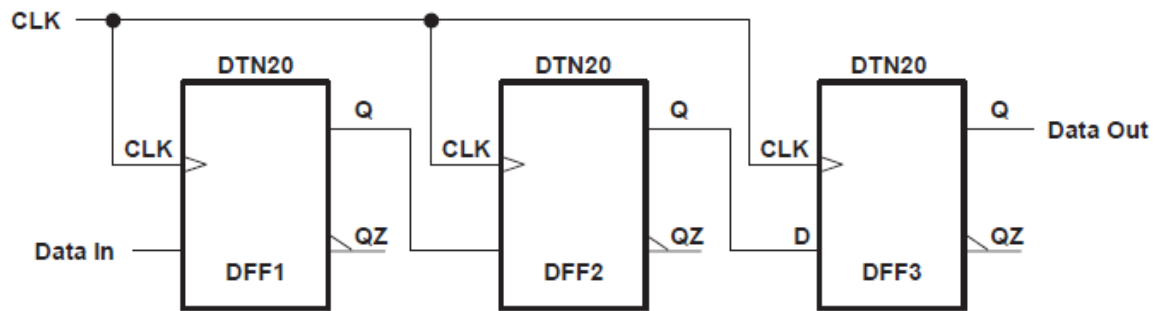 CLK
DTN20 DTN20 DTN20
Q Q Q
Data Out
CLK CLK CLK
QZ QZ D QZ
Data In
DFF1 DFF2 DFF3